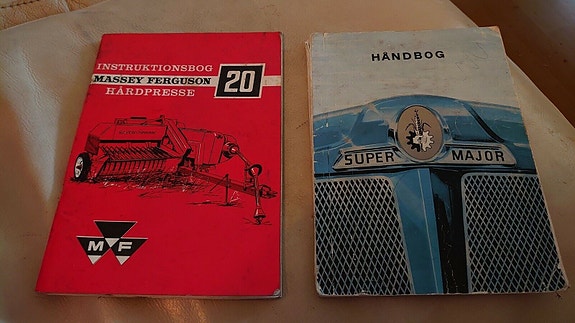 INSTRUKTIONSBOG
MASSEY FERGUSON 20
HÅRDPRESSE
MF
HÅNDBOG
SUPER MAJOR